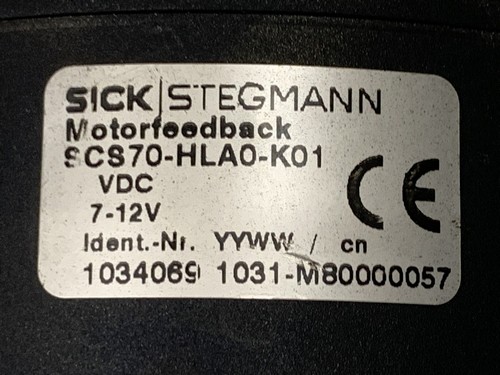 SICK|STEGMANN
Motorfeedback
SCS70-HLA0-K01
VDC
7-12V
Ident.-Nr. YYWW / cn
1034069 1031-M80000057
CE